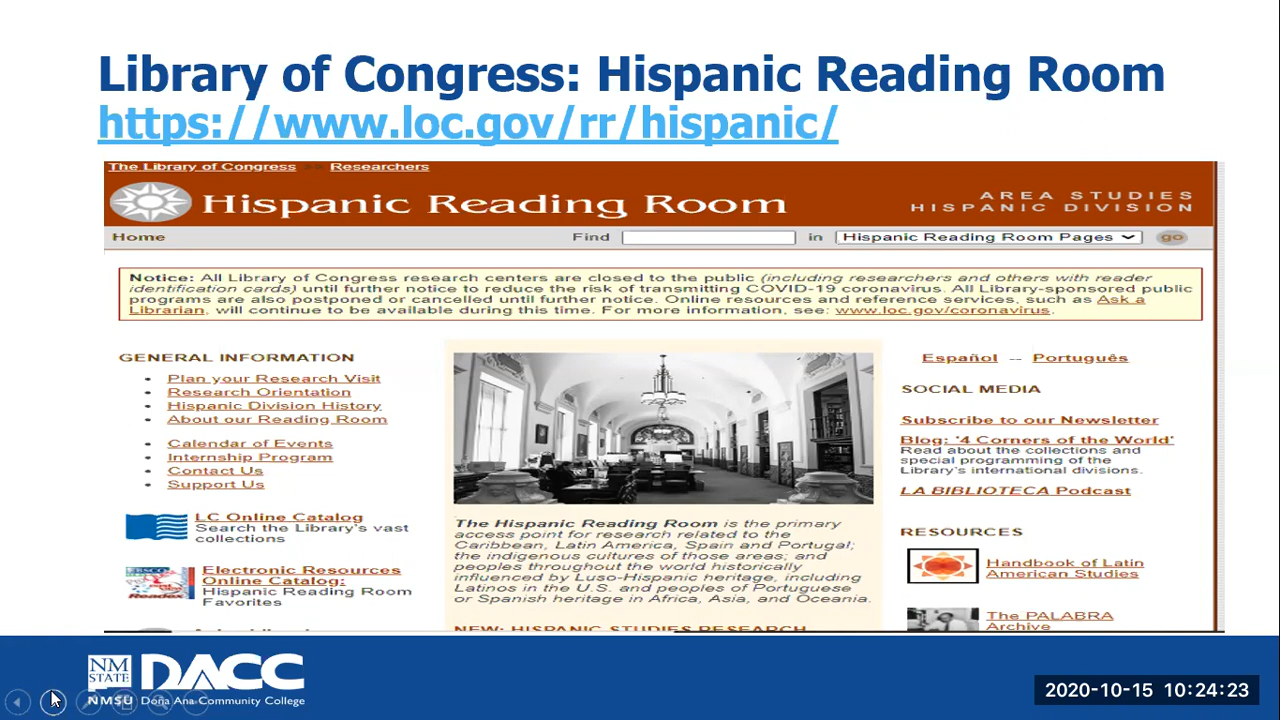 Library of Congress: Hispanic Reading Room
https://www.loc.gov/rr/hispanic/
The Library of Congress >> Researchers
Hispanic Reading Room
AREA STUDIES
HISPANIC DIVISION
Home
Find
in
Hispanic Reading Room Pages
go
Notice: All Library of Congress research centers are closed to the public (including researchers and others with reader
identification cards) until further notice to reduce the risk of transmitting COVID-19 coronavirus. All Library-sponsored public
programs are also postponed or cancelled until further notice. Online resources and reference services, such as Ask a
Librarian, will continue to be available during this time. For more information, see: www.loc.gov/coronavirus.
GENERAL INFORMATION
• Plan your Research Visit
• Research Orientation
• Hispanic Division History
• About our Reading Room
• Calendar of Events
• Internship Program
• Contact Us
• Support Us
LC Online Catalog
Search the Library's vast
collections
Electronic Resources
Online Catalog:
Hispanic Reading Room
Favorites
EBSCO
Readex
The Hispanic Reading Room is the primary
access point for research related to the
Caribbean, Latin America, Spain and Portugal;
the indigenous cultures of those areas; and
peoples throughout the world historically
influenced by Luso-Hispanic heritage, including
Latinos in the U.S. and peoples of Portuguese
or Spanish heritage in Africa, Asia, and Oceania.
NEW: HISPANIC STUDIES RESEARCH
Español -- Português
SOCIAL MEDIA
Subscribe to our Newsletter
Blog: '4 Corners of the World'
Read about the collections and
special programming of the
Library's international divisions.
LA BIBLIOTECA Podcast
RESOURCES
Handbook of Latin
American Studies
The PALABRA
Archive
NM
STATE
NMSU
DACC
Doña Ana Community College
2020-10-15 10:24:23